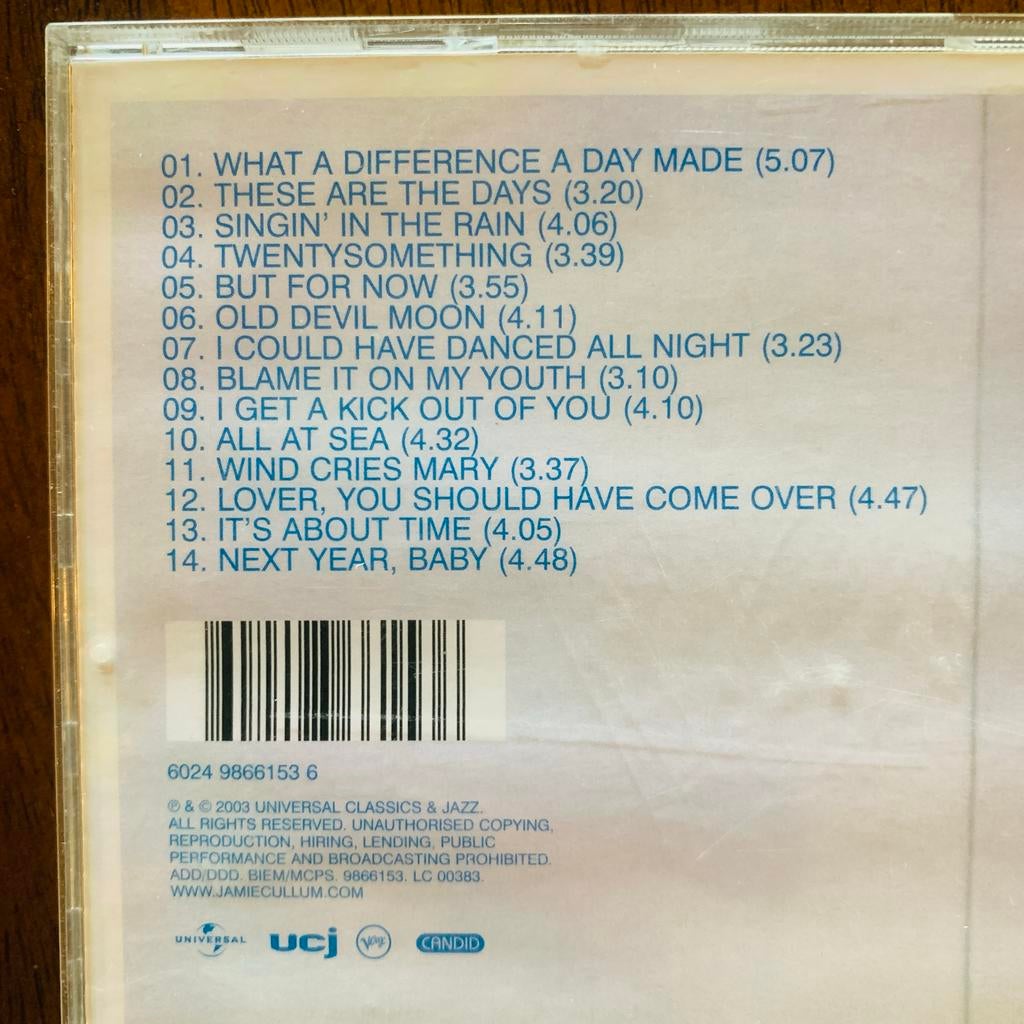 01. WHAT A DIFFERENCE A DAY MADE (5.07)
02. THESE ARE THE DAYS (3.20)
03. SINGIN' IN THE RAIN (4.06)
04. TWENTYSOMETHING (3.39)
05. BUT FOR NOW (3.55)
06. OLD DEVIL MOON (4.11)
07. I COULD HAVE DANCED ALL NIGHT (3.23)
08. BLAME IT ON MY YOUTH (3.10)
09. I GET A KICK OUT OF YOU (4.10)
10. ALL AT SEA (4.32)
11. WIND CRIES MARY (3.37)
12. LOVER, YOU SHOULD HAVE COME OVER (4.47)
13. IT'S ABOUT TIME (4.05)
14. NEXT YEAR, BABY (4.48)
6024 9866153 6
℗ & © 2003 UNIVERSAL CLASSICS & JAZZ.
ALL RIGHTS RESERVED. UNAUTHORISED COPYING,
REPRODUCTION, HIRING, LENDING, PUBLIC
PERFORMANCE AND BROADCASTING PROHIBITED.
ADD/DDD. BIEM/MCPS. 9866153. LC 00383.
WWW.JAMIECULLUM.COM
UNIVERSAL ucj Verve CANDID